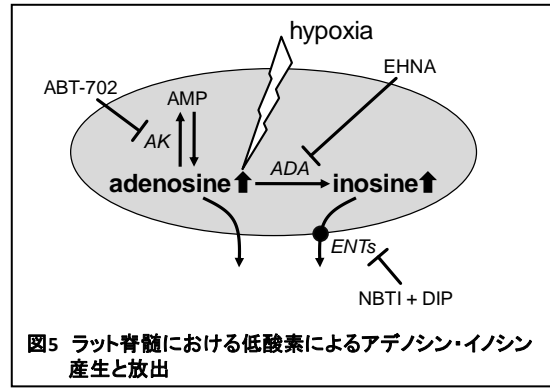 hypoxia
EHNA
ABT-702
AMP
AK
ADA
adenosine
inosine
ENTs
NBTI + DIP
図5 ラット脊髄における低酸素によるアデノシン・イノシン
産生と放出